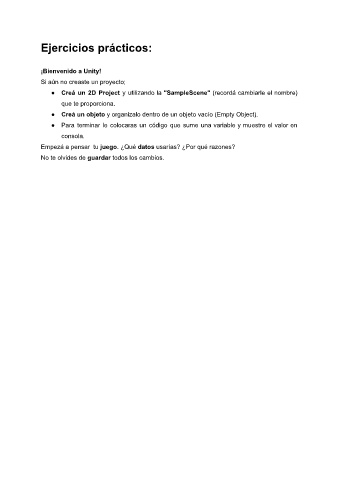 Ejercicios prácticos:
¡Bienvenido a Unity!
Si aún no creaste un proyecto;
● Creá un 2D Project y utilizando la "SampleScene" (recordá cambiarle el nombre)
que te proporciona.
● Creá un objeto y organizalo dentro de un objeto vacío (Empty Object).
● Para terminar le colocaras un código que sume una variable y muestre el valor en
consola.
Empezá a pensar tu juego. ¿Qué datos usarías? ¿Por qué razones?
No te olvides de guardar todos los cambios.